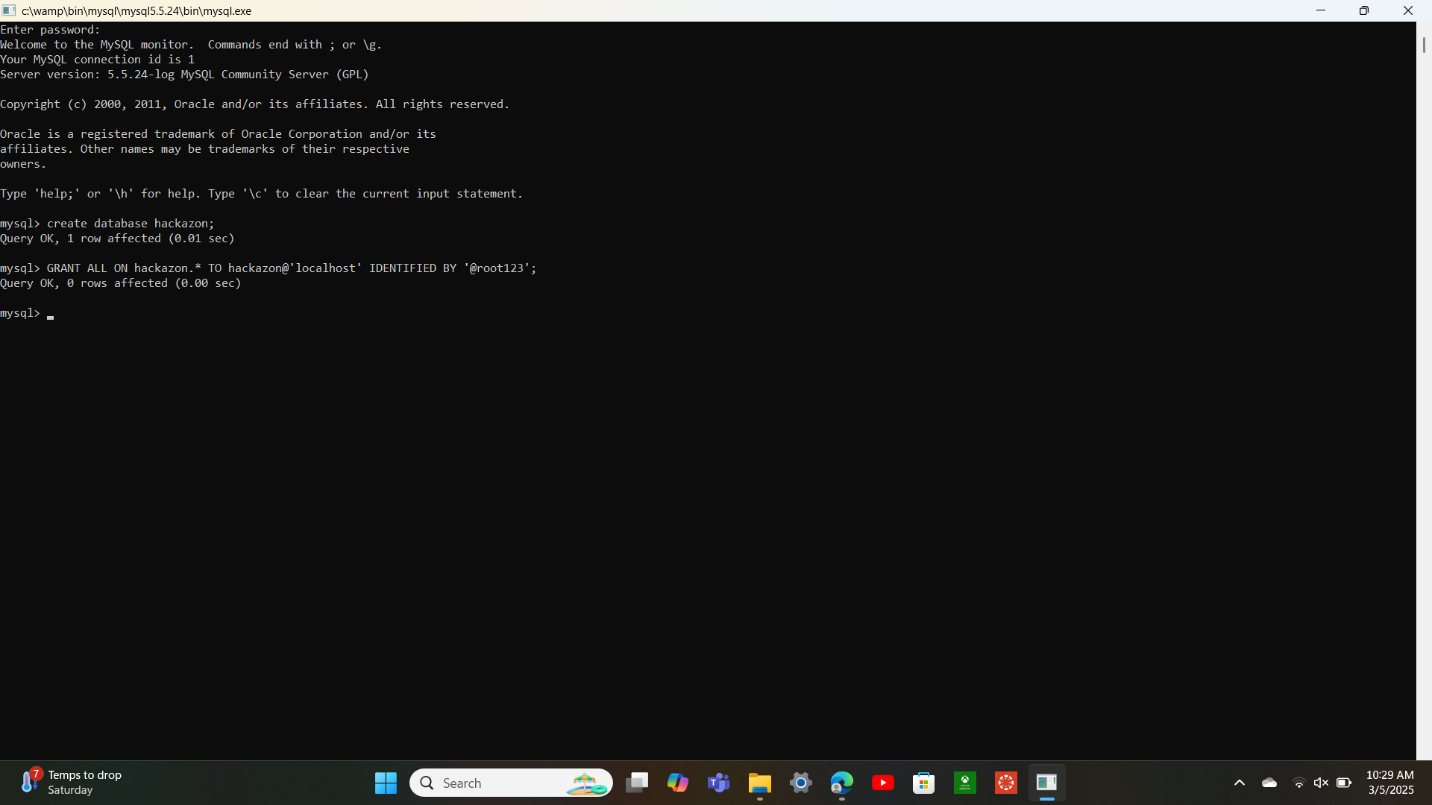 c:\wamp\bin\mysql\mysql5.5.24\bin\mysql.exe
Enter password:
Welcome to the MySQL monitor.  Commands end with ; or \g.
Your MySQL connection id is 1
Server version: 5.5.24-log MySQL Community Server (GPL)
Copyright (c) 2000, 2011, Oracle and/or its affiliates. All rights reserved.
Oracle is a registered trademark of Oracle Corporation and/or its
affiliates. Other names may be trademarks of their respective
owners.
Type 'help;' or '\h' for help. Type '\c' to clear the current input statement.
mysql> create database hackazon;
Query OK, 1 row affected (0.01 sec)
mysql> GRANT ALL ON hackazon.* TO hackazon@'localhost' IDENTIFIED BY '@root123';
Query OK, 0 rows affected (0.00 sec)
mysql>
7
Temps to drop
Saturday
Search
10:29 AM
3/5/2025